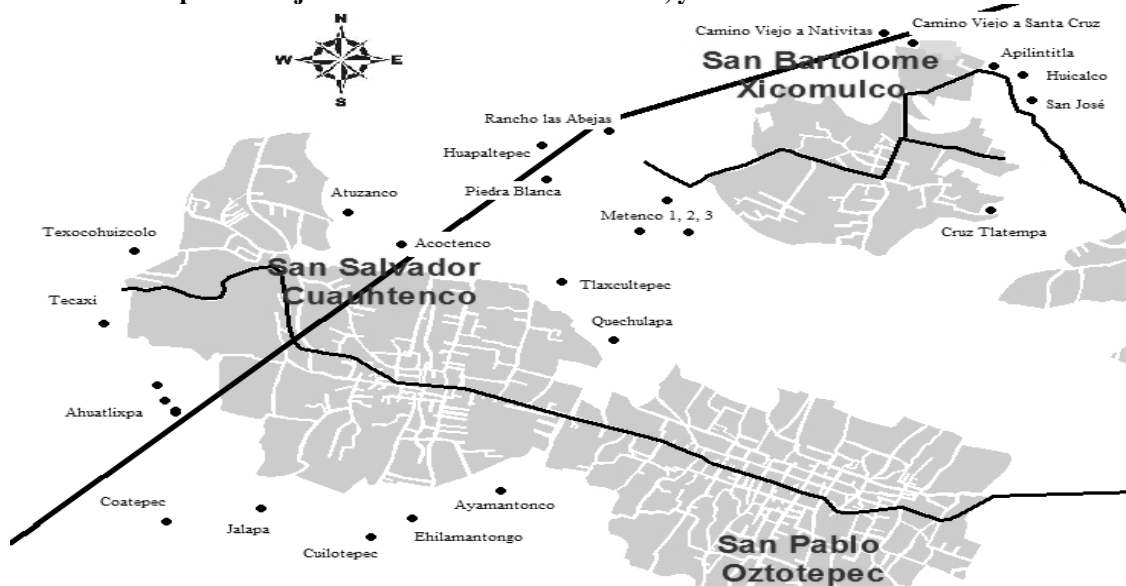 N
W E
S
Camino Viejo a Nativitas
Camino Viejo a Santa Cruz
San Bartolome
Xicomulco
Apilintitla
Huicalco
San José
Rancho las Abejas
Huapaltepec
Piedra Blanca
Atuzanco
Metenco 1, 2, 3
Cruz Tlatempa
Texocohuizcolo
Acoctenco
San Salvador
Cuauhtenco
Tlaxcultepec
Tecaxi
Quechulapa
Ahuatlixpa
Coatepec
Jalapa
Cuilotepec
Ehilamantongo
Ayamantonco
San Pablo
Oztotepec